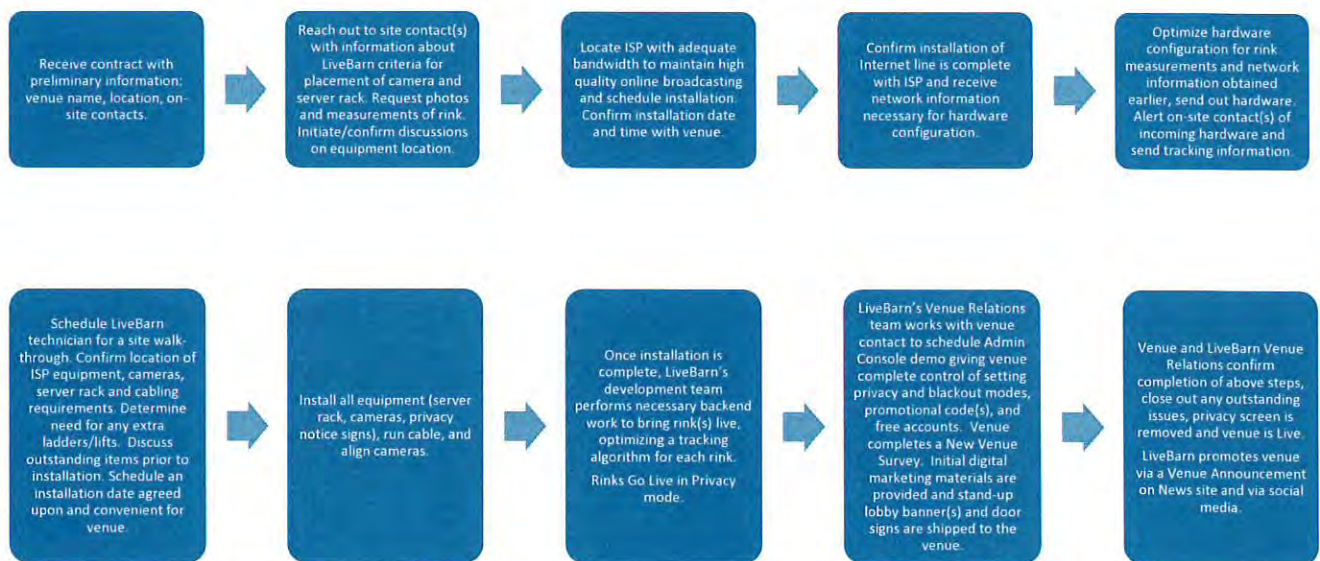 Receive contract with
preliminary information:
venue name, location, on-
site contacts.
Reach out to site contact(s)
with information about
LiveBarn criteria for
placement of camera and
server rack. Request photos
and measurements of rink.
Initiate/confirm discussions
on equipment location.
Locate ISP with adequate
bandwidth to maintain high
quality online broadcasting
and schedule installation.
Confirm installation date
and time with venue.
Confirm installation of
Internet line is complete
with ISP and receive
network information
necessary for hardware
configuration.
Optimize hardware
configuration for rink
measurements and network
information obtained
earlier, send out hardware.
Alert on-site contact(s) of
incoming hardware and
send tracking information.
Schedule LiveBarn
technician for a site walk-
through. Confirm location of
ISP equipment, cameras,
server rack and cabling
requirements. Determine
need for any extra
ladders/lifts. Discuss
outstanding items prior to
installation. Schedule an
installation date agreed
upon and convenient for
venue.
Install all equipment (server
rack, cameras, privacy
notice signs), run cable, and
align cameras.
Once installation is
complete, LiveBarn's
development team
performs necessary backend
work to bring rink(s) live,
optimizing a tracking
algorithm for each rink.
Rinks Go Live in Privacy
mode.
LiveBarn's Venue Relations
team works with venue
contact to schedule Admin
Console demo giving venue
complete control of setting
privacy and blackout modes,
promotional code(s), and
free accounts. Venue
completes a New Venue
Survey. Initial digital
marketing materials are
provided and stand-up
lobby banner(s) and door
signs are shipped to the
venue.
Venue and LiveBarn Venue
Relations confirm
completion of above steps,
close out any outstanding
issues, privacy screen is
removed and venue is Live.
LiveBarn promotes venue
via a Venue Announcement
on News site and via social
media.